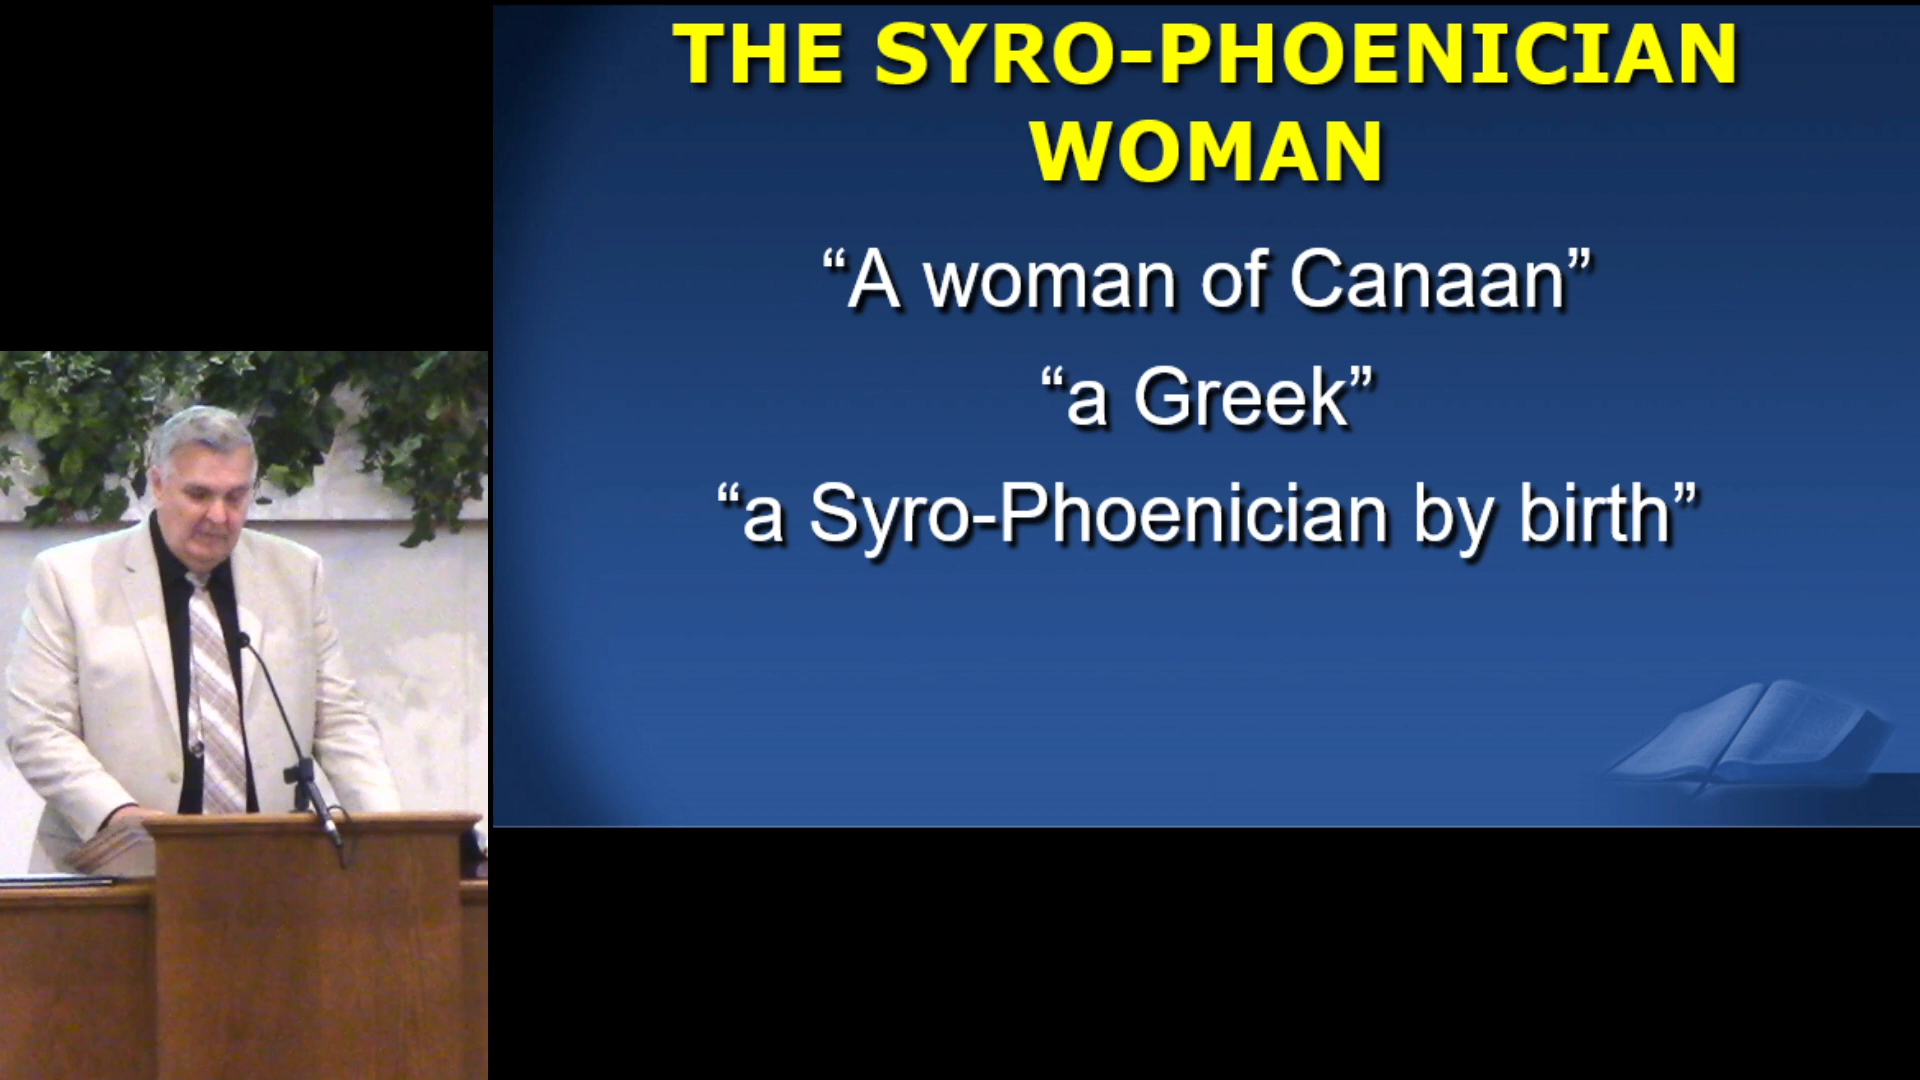 THE SYRO-PHOENICIAN
WOMAN
“A woman of Canaan”
“a Greek”
“a Syro-Phoenician by birth”